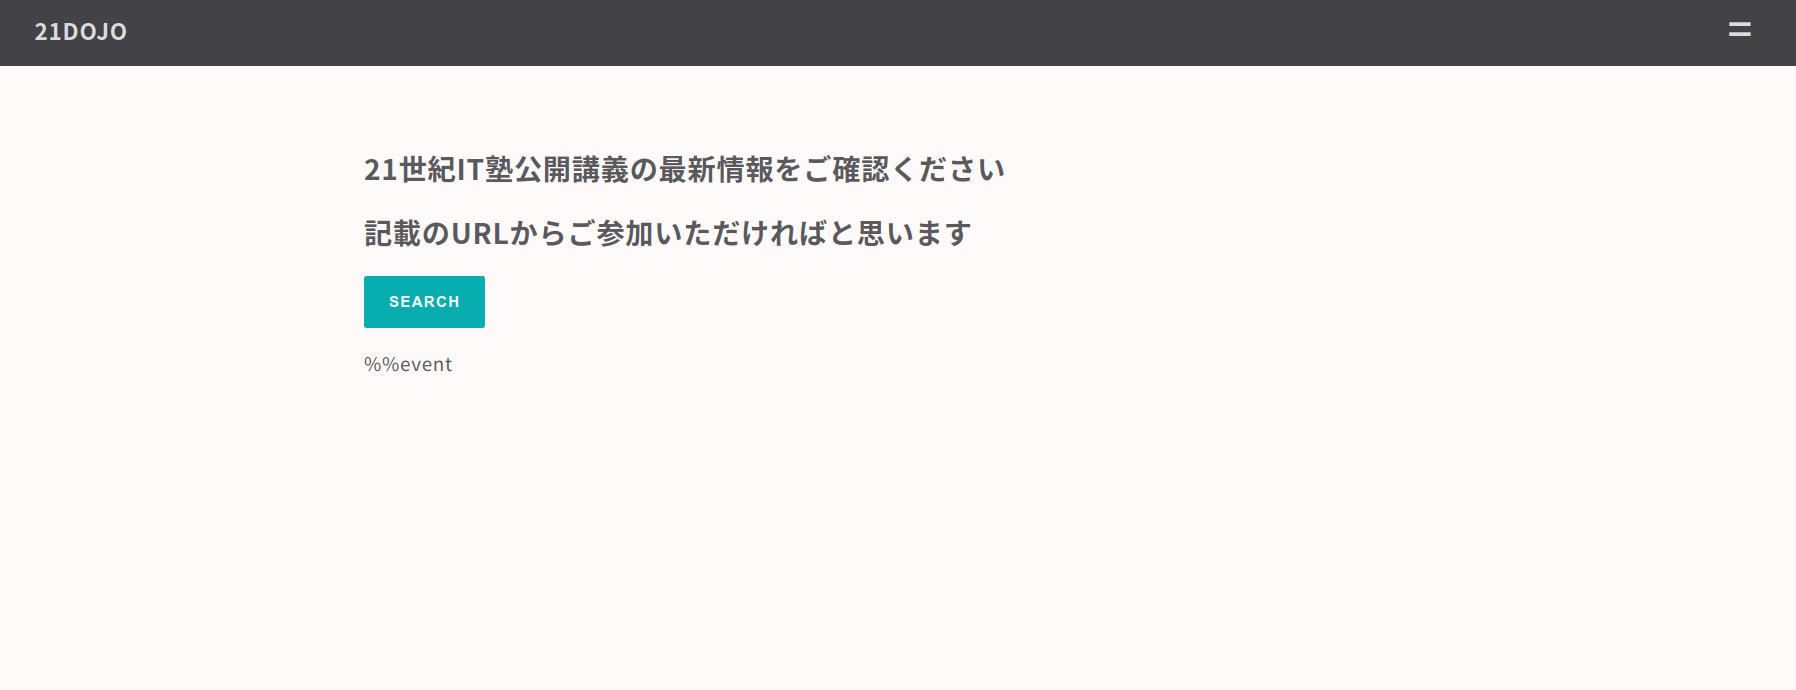 21DOJO
21世紀IT塾公開講義の最新情報をご確認ください
記載のURLからご参加いただければと思います
SEARCH
%%event